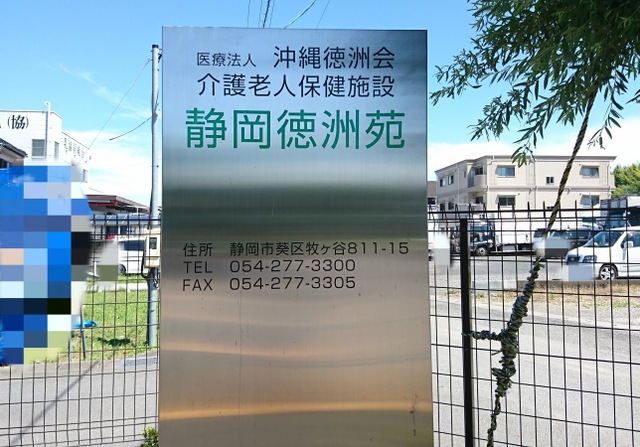 医療法人 沖縄徳洲会
介護老人保健施設
静岡徳洲苑
住所 静岡市葵区牧ヶ谷811-15
TEL 054-277-3300
FAX 054-277-3305
(協)